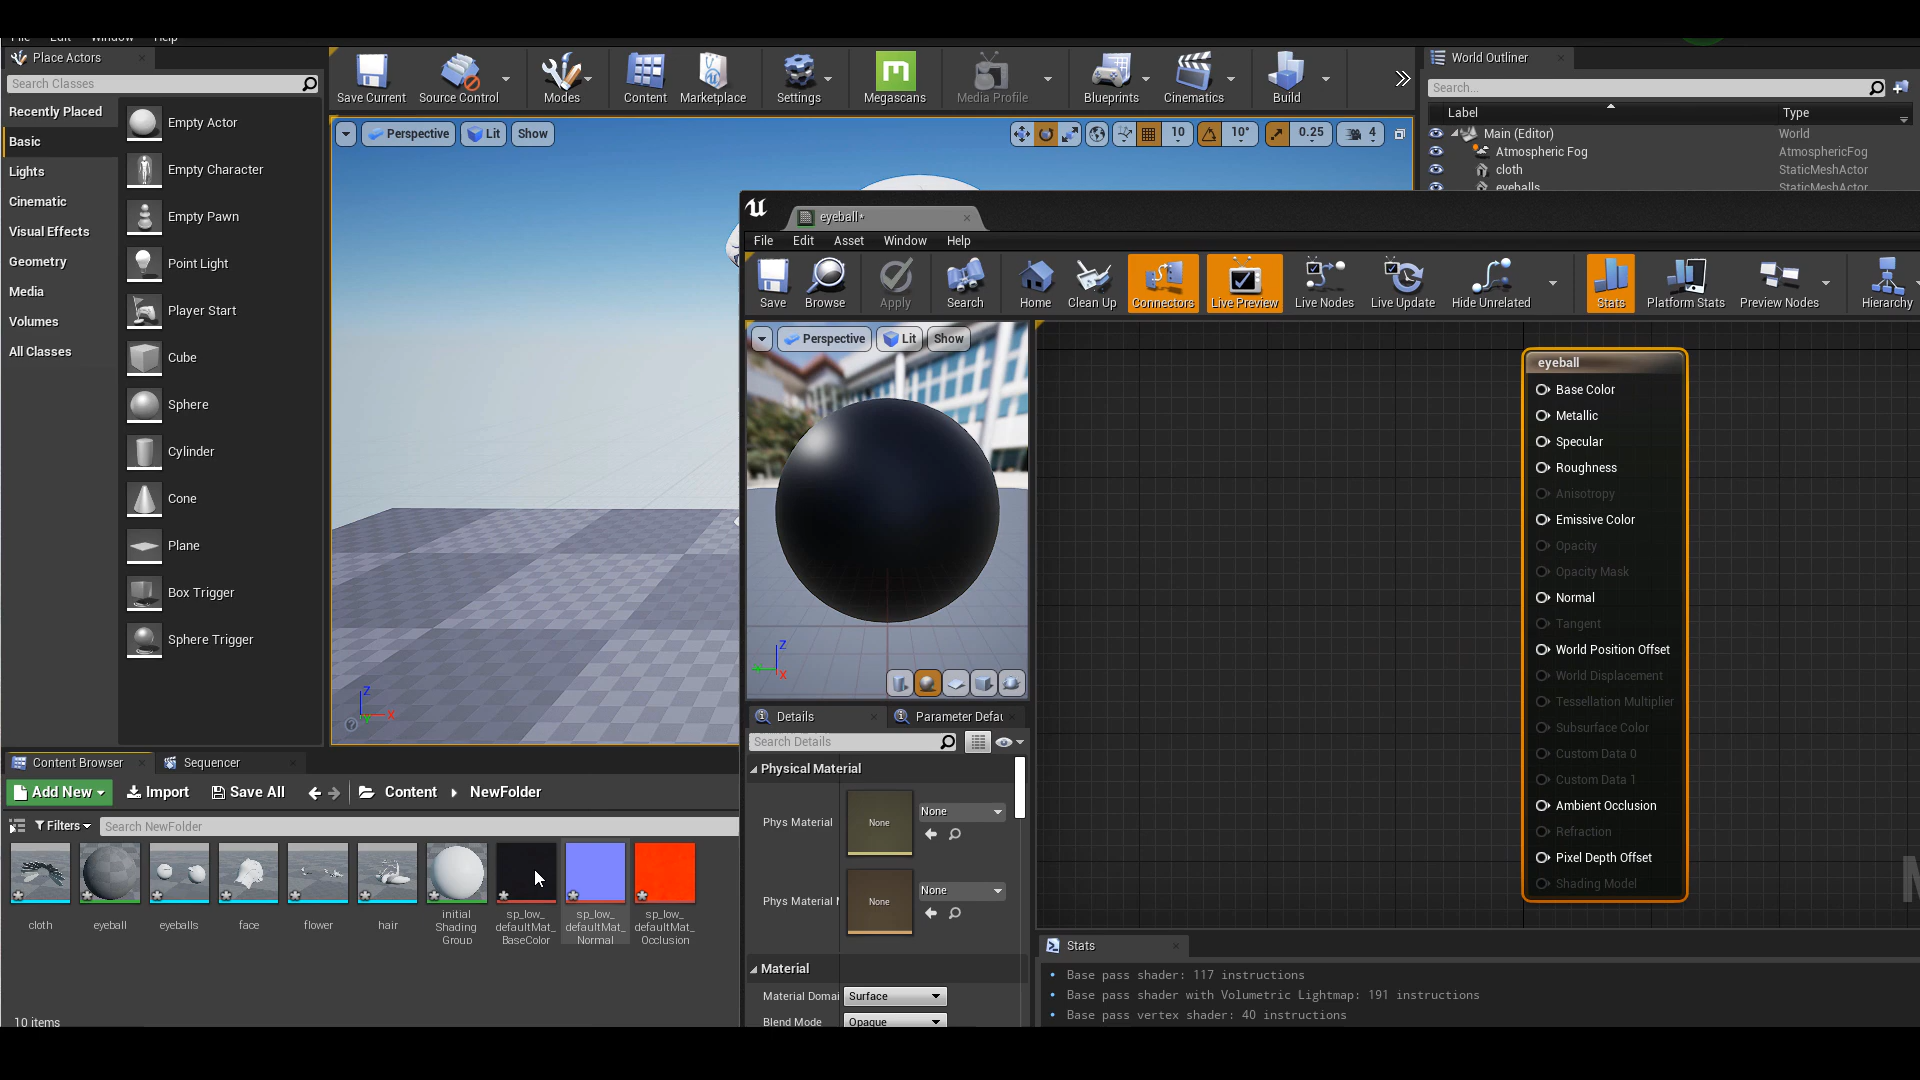 File Edit Window Help
Place Actors
Search Classes
Recently Placed
Basic
Lights
Cinematic
Visual Effects
Geometry
Media
Volumes
All Classes
Empty Actor
Empty Character
Empty Pawn
Point Light
Player Start
Cube
Sphere
Cylinder
Cone
Plane
Box Trigger
Sphere Trigger
Save Current
Source Control
Modes
Content
Marketplace
Settings
Megascans
Media Profile
Blueprints
Cinematics
Build
Perspective
Lit
Show
10
10°
0.25
4
Z
X
World Outliner
Search...
Label Type
Main (Editor) World
Atmospheric Fog AtmosphericFog
cloth StaticMeshActor
eyeballs StaticMeshActor
eyeball*
File Edit Asset Window Help
Save
Browse
Apply
Search
Home
Clean Up
Connectors
Live Preview
Live Nodes
Live Update
Hide Unrelated
Stats
Platform Stats
Preview Nodes
Hierarchy
Perspective
Lit
Show
Z
X
Details
Parameter Defau
Search Details
Physical Material
Phys Material
None
None
Phys Material
None
None
Material
Material Domai Surface
Blend Mode Opaque
eyeball
Base Color
Metallic
Specular
Roughness
Anisotropy
Emissive Color
Opacity
Opacity Mask
Normal
Tangent
World Position Offset
World Displacement
Tessellation Multiplier
Subsurface Color
Custom Data 0
Custom Data 1
Ambient Occlusion
Refraction
Pixel Depth Offset
Shading Model
M
Stats
Base pass shader: 117 instructions
Base pass shader with Volumetric Lightmap: 191 instructions
Base pass vertex shader: 40 instructions
Content Browser
Sequencer
Add New
Import
Save All
Content
NewFolder
Filters
Search NewFolder
cloth
eyeball
eyeballs
face
flower
hair
initial
Shading
Group
sp_low_
defaultMat_
BaseColor
sp_low_
defaultMat_
Normal
sp_low_
defaultMat_
Occlusion
10 items